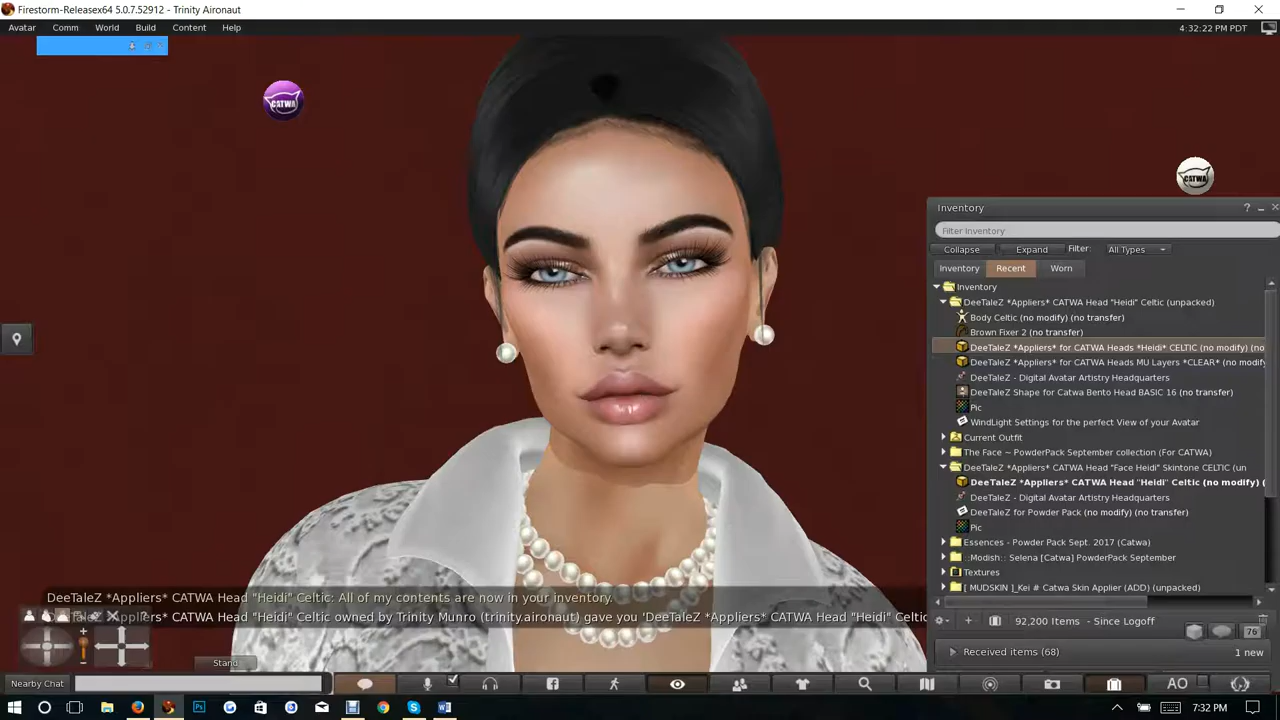 Firestorm-Releasex64 5.0.7.52912 - Trinity Aironaut
Avatar Comm World Build Content Help
4:32:22 PM PDT
CATWA
CATWA
Inventory
?
Filter Inventory
Collapse Expand Filter: All Types
Inventory Recent Worn
Inventory
DeeTaleZ *Appliers* CATWA Head "Heidi" Celtic (unpacked)
Body Celtic (no modify) (no transfer)
Brown Fixer 2 (no transfer)
DeeTaleZ *Appliers* for CATWA Heads *Heidi* CELTIC (no modify) (no
DeeTaleZ *Appliers* for CATWA Heads MU Layers *CLEAR* (no modify
DeeTaleZ - Digital Avatar Artistry Headquarters
DeeTaleZ Shape for Catwa Bento Head BASIC 16 (no transfer)
Pic
WindLight Settings for the perfect View of your Avatar
Current Outfit
The Face ~ PowderPack September collection (For CATWA)
DeeTaleZ *Appliers* CATWA Head "Face Heidi" Skintone CELTIC (un
DeeTaleZ *Appliers* CATWA Head "Heidi" Celtic (no modify) (
DeeTaleZ - Digital Avatar Artistry Headquarters
DeeTaleZ for Powder Pack (no modify) (no transfer)
Pic
Essences - Powder Pack Sept. 2017 (Catwa)
::Modish:: Selena [Catwa] PowderPack September
Textures
[ MUDSKIN ]_Kei # Catwa Skin Applier (ADD) (unpacked)
92,200 Items - Since Logoff
76
Received items (68) 1 new
DeeTaleZ *Appliers* CATWA Head "Heidi" Celtic: All of my contents are now in your inventory.
Appliers* CATWA Head "Heidi" Celtic owned by Trinity Munro (trinity.aironaut) gave you 'DeeTaleZ *Appliers* CATWA Head "Heidi" Celtic
Stand
Nearby Chat
AO
7:32 PM